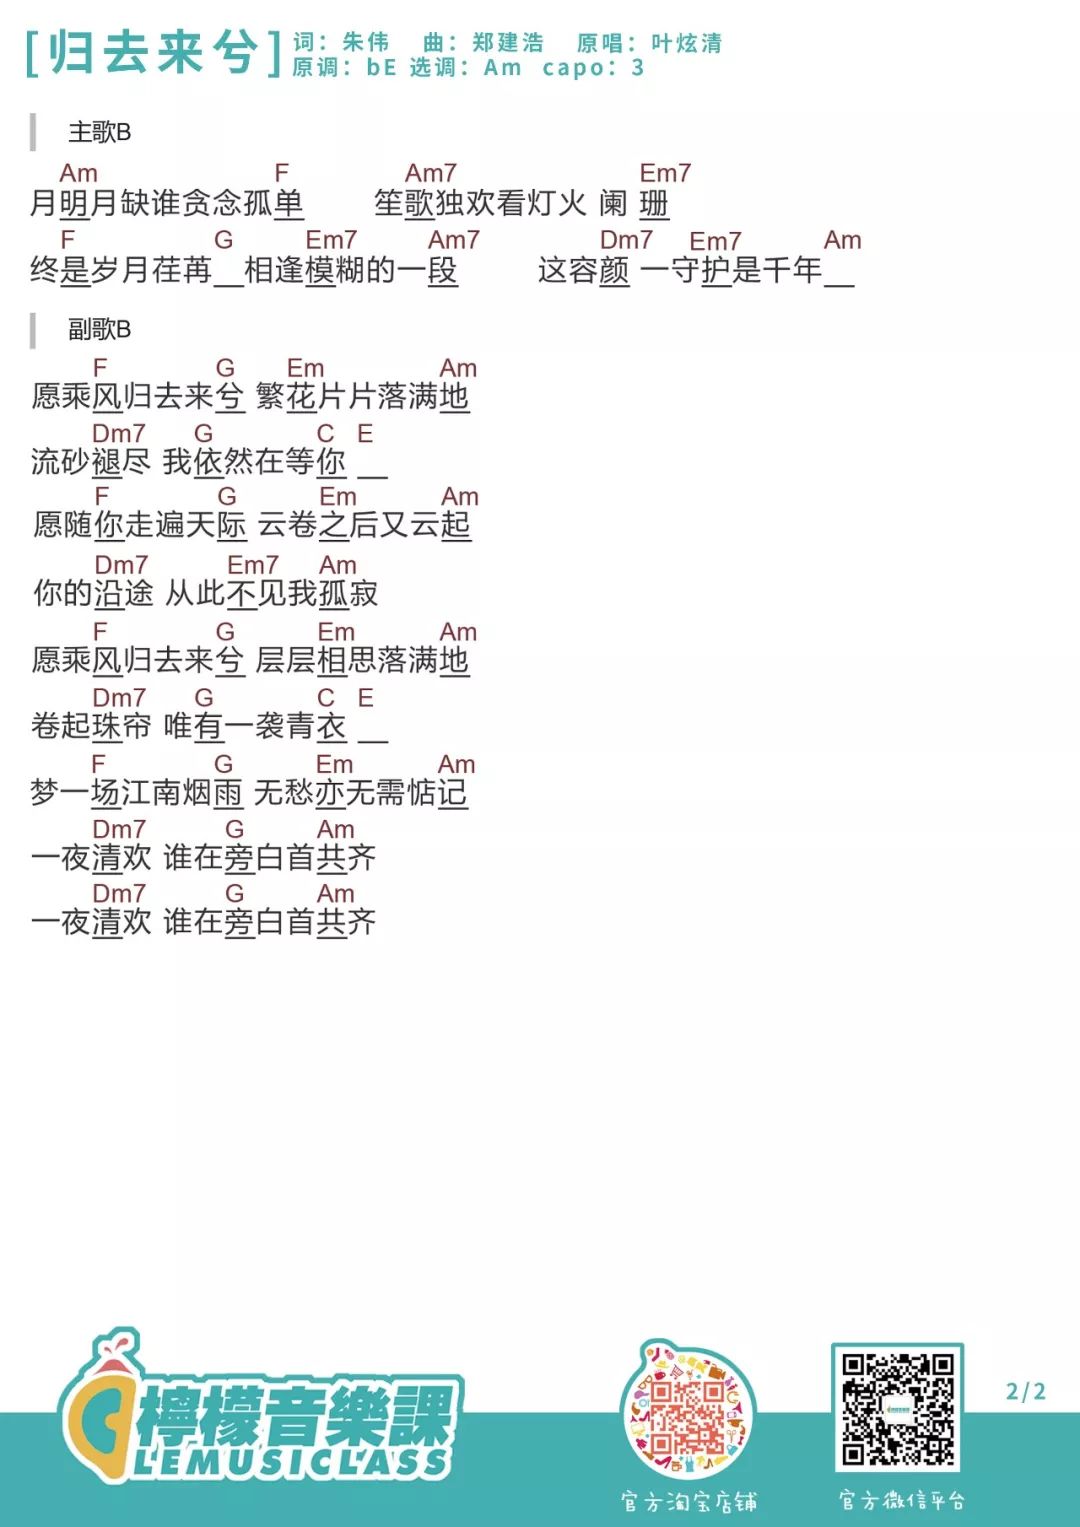 [归去来兮] 词：朱伟 曲：郑建浩 原唱：叶炫清
原调：bE 选调：Am capo：3
主歌B
Am F Am7 Em7
月明月缺谁贪念孤单 笙歌独欢看灯火 阑 珊
F G Em7 Am7 Dm7 Em7 Am
终是岁月荏苒__ 相逢模糊的一段 这容颜 一守护是千年__
副歌B
F G Em Am
愿乘风归去来兮 繁花片片落满地
Dm7 G C E
流砂褪尽 我依然在等你 __
F G Em Am
愿随你走遍天际 云卷之后又云起
Dm7 Em7 Am
你的沿途 从此不见我孤寂
F G Em Am
愿乘风归去来兮 层层相思落满地
Dm7 G C E
卷起珠帘 唯有一袭青衣 __
F G Em Am
梦一场江南烟雨 无愁亦无需惦记
Dm7 G Am
一夜清欢 谁在旁白首共齐
Dm7 G Am
一夜清欢 谁在旁白首共齐
檸檬音樂課
LEMUSICLASS
官方淘宝店铺
官方微信平台
2/2